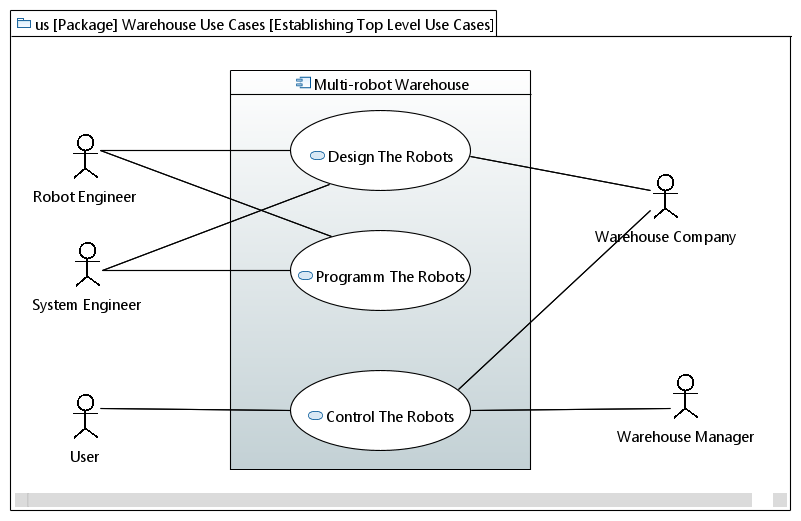 us [Package] Warehouse Use Cases [Establishing Top Level Use Cases]
Multi-robot Warehouse
Design The Robots
Robot Engineer
Warehouse Company
Programm The Robots
System Engineer
Control The Robots
Warehouse Manager
User